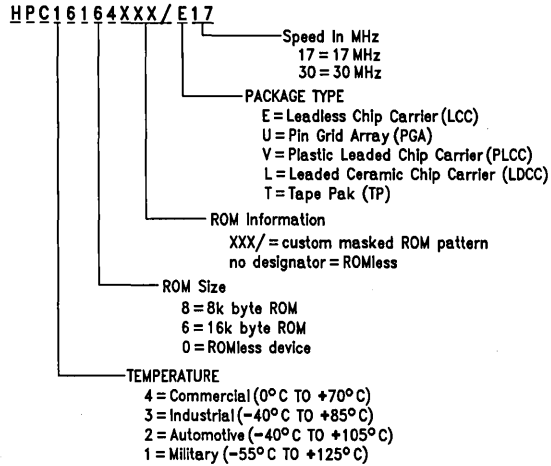 HPC16164XXX/E17
Speed In MHz
17 = 17 MHz
30 = 30 MHz
PACKAGE TYPE
E = Leadless Chip Carrier (LCC)
U = Pin Grid Array (PGA)
V = Plastic Leaded Chip Carrier (PLCC)
L = Leaded Ceramic Chip Carrier (LDCC)
T = Tape Pak (TP)
ROM Information
XXX/ = custom masked ROM pattern
no designator = ROMless
ROM Size
8 = 8k byte ROM
6 = 16k byte ROM
0 = ROMless device
TEMPERATURE
4 = Commercial (0°C TO +70°C)
3 = Industrial (-40°C TO +85°C)
2 = Automotive (-40°C TO +105°C)
1 = Military (-55°C TO +125°C)